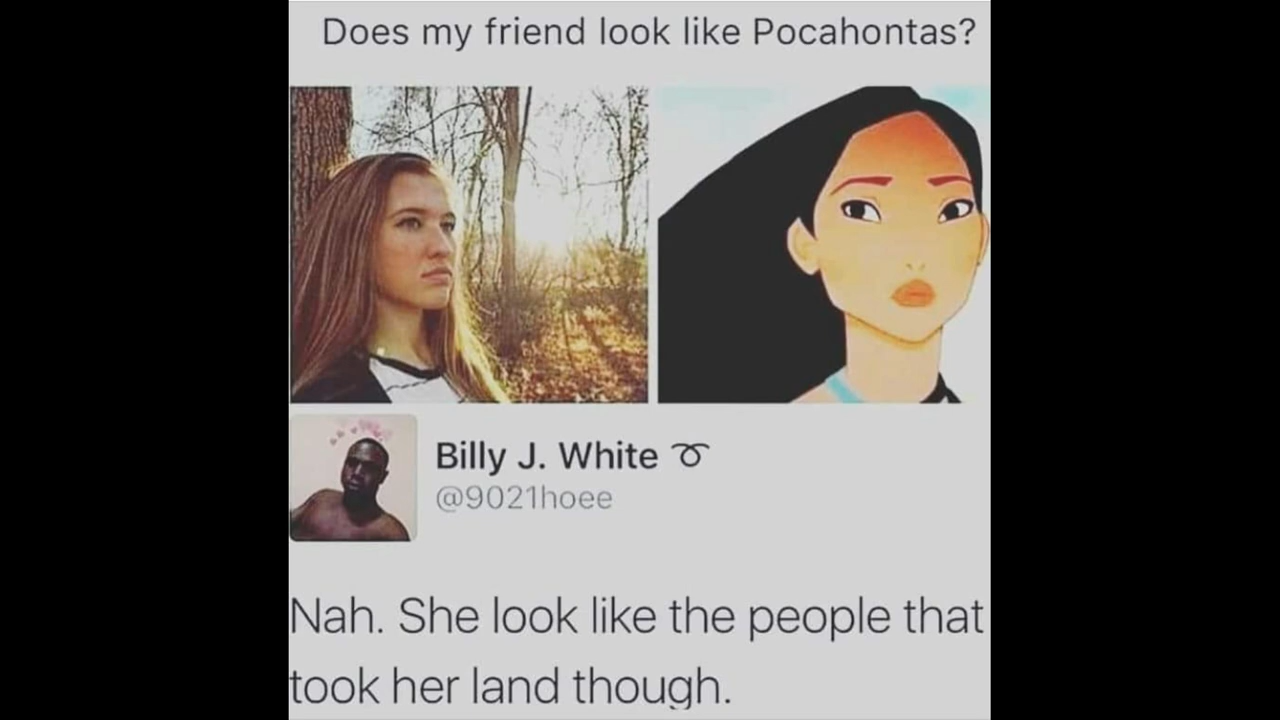 Does my friend look like Pocahontas?
Billy J. White ➰
@9021hoee
Nah. She look like the people that
took her land though.